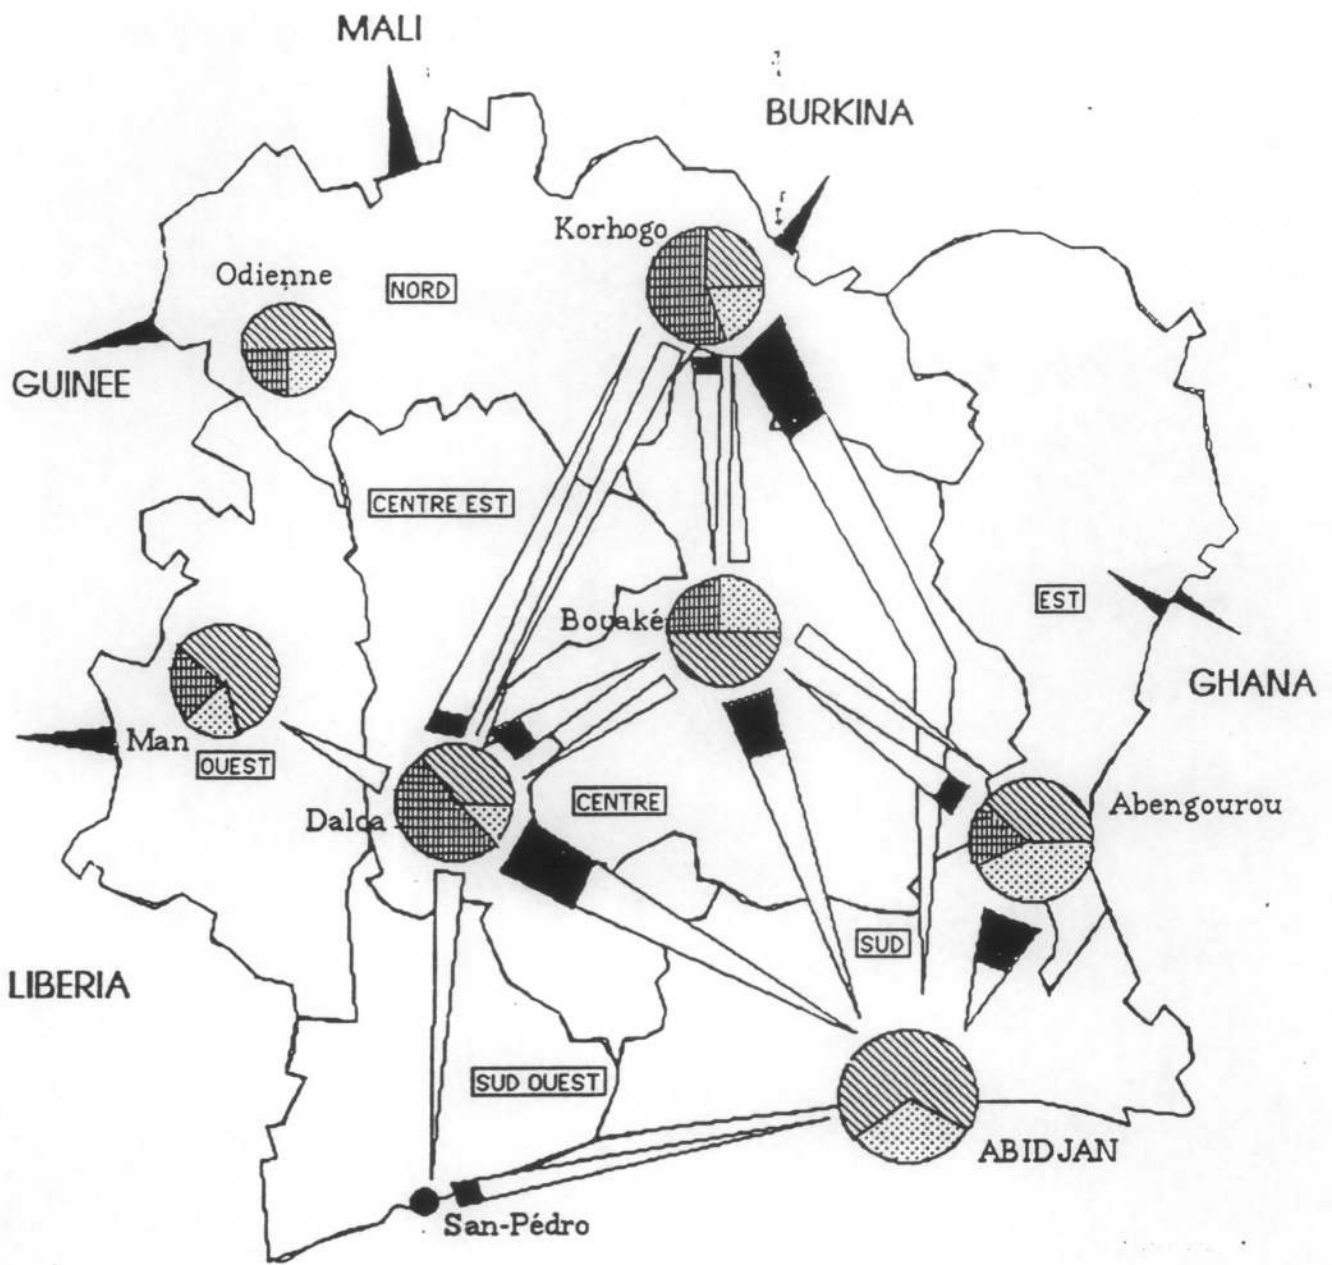 MALI
BURKINA
Korhogo
Odienne
NORD
GUINEE
CENTRE EST
EST
Bouaké
GHANA
Man
OUEST
CENTRE
Daloa
Abengourou
SUD
LIBERIA
SUD OUEST
ABIDJAN
San-Pédro